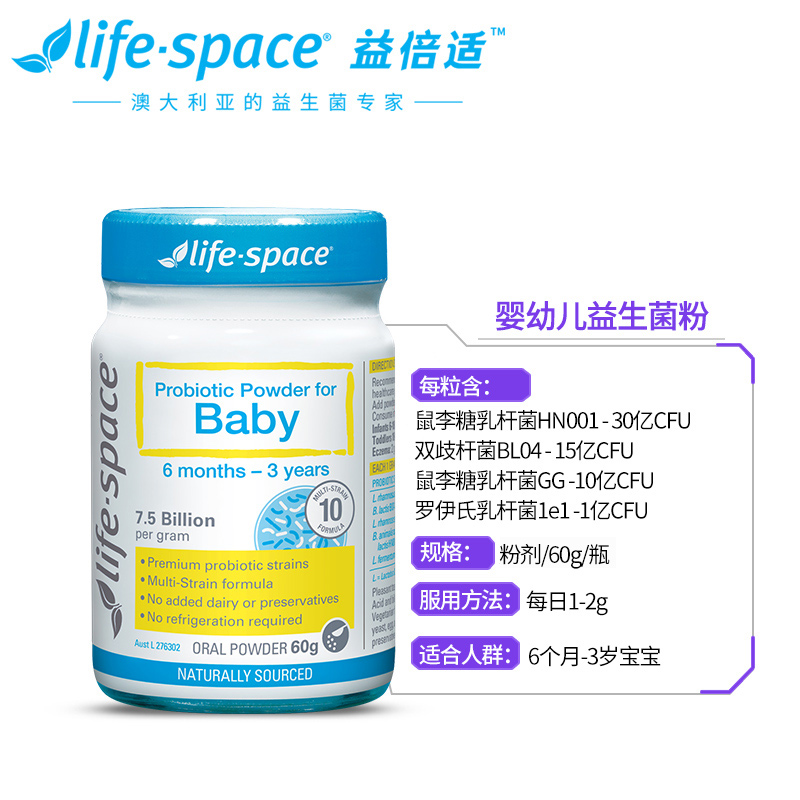 life·space® 益倍适™
澳大利亚的益生菌专家
life·space®
life·space®
Probiotic Powder for
Baby
6 months – 3 years
7.5 Billion
per gram
MULTI-STRAIN
10
FORMULA
•Premium probiotic strains
•Multi-Strain formula
•No added dairy or preservatives
•No refrigeration required
Aust L 276302
ORAL POWDER 60g
NATURALLY SOURCED
婴幼儿益生菌粉
每粒含：
鼠李糖乳杆菌HN001 - 30亿CFU
双歧杆菌BL04 - 15亿CFU
鼠李糖乳杆菌GG -10亿CFU
罗伊氏乳杆菌1e1 -1亿CFU
规格： 粉剂/60g/瓶
服用方法： 每日1-2g
适合人群： 6个月-3岁宝宝